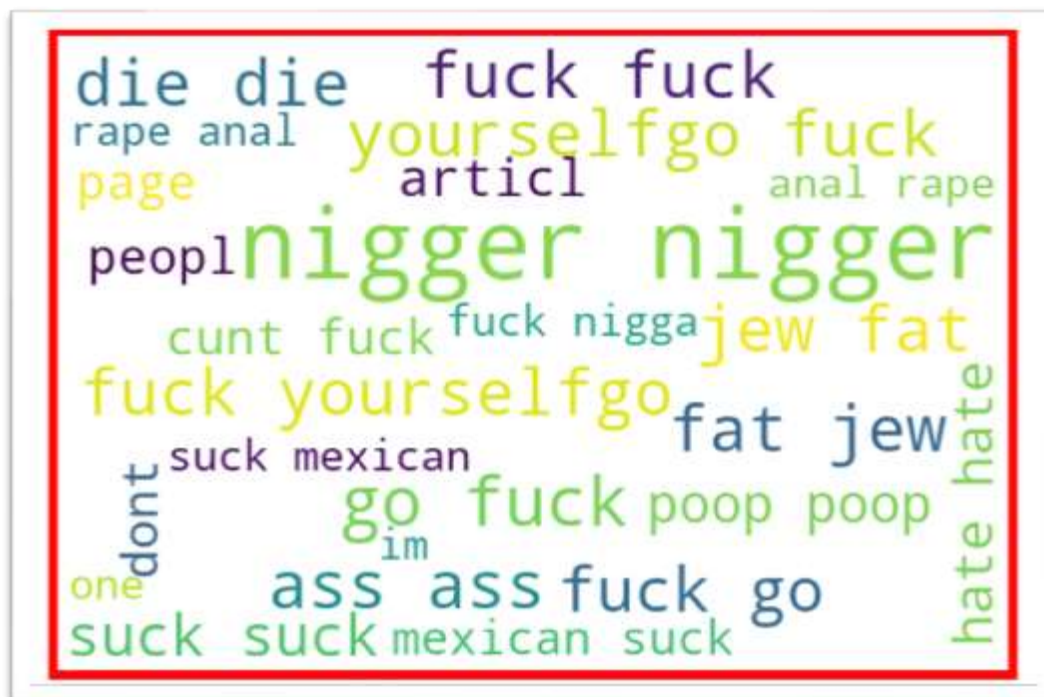 die die
fuck fuck
rape anal
yourselfgo fuck
page
articl
anal rape
peopl
nigger nigger
cunt fuck
fuck nigga
jew fat
fuck yourselfgo
fat jew
hate hate
suck mexican
dont
go fuck
poop poop
im
one
ass ass
fuck go
suck suck
mexican suck